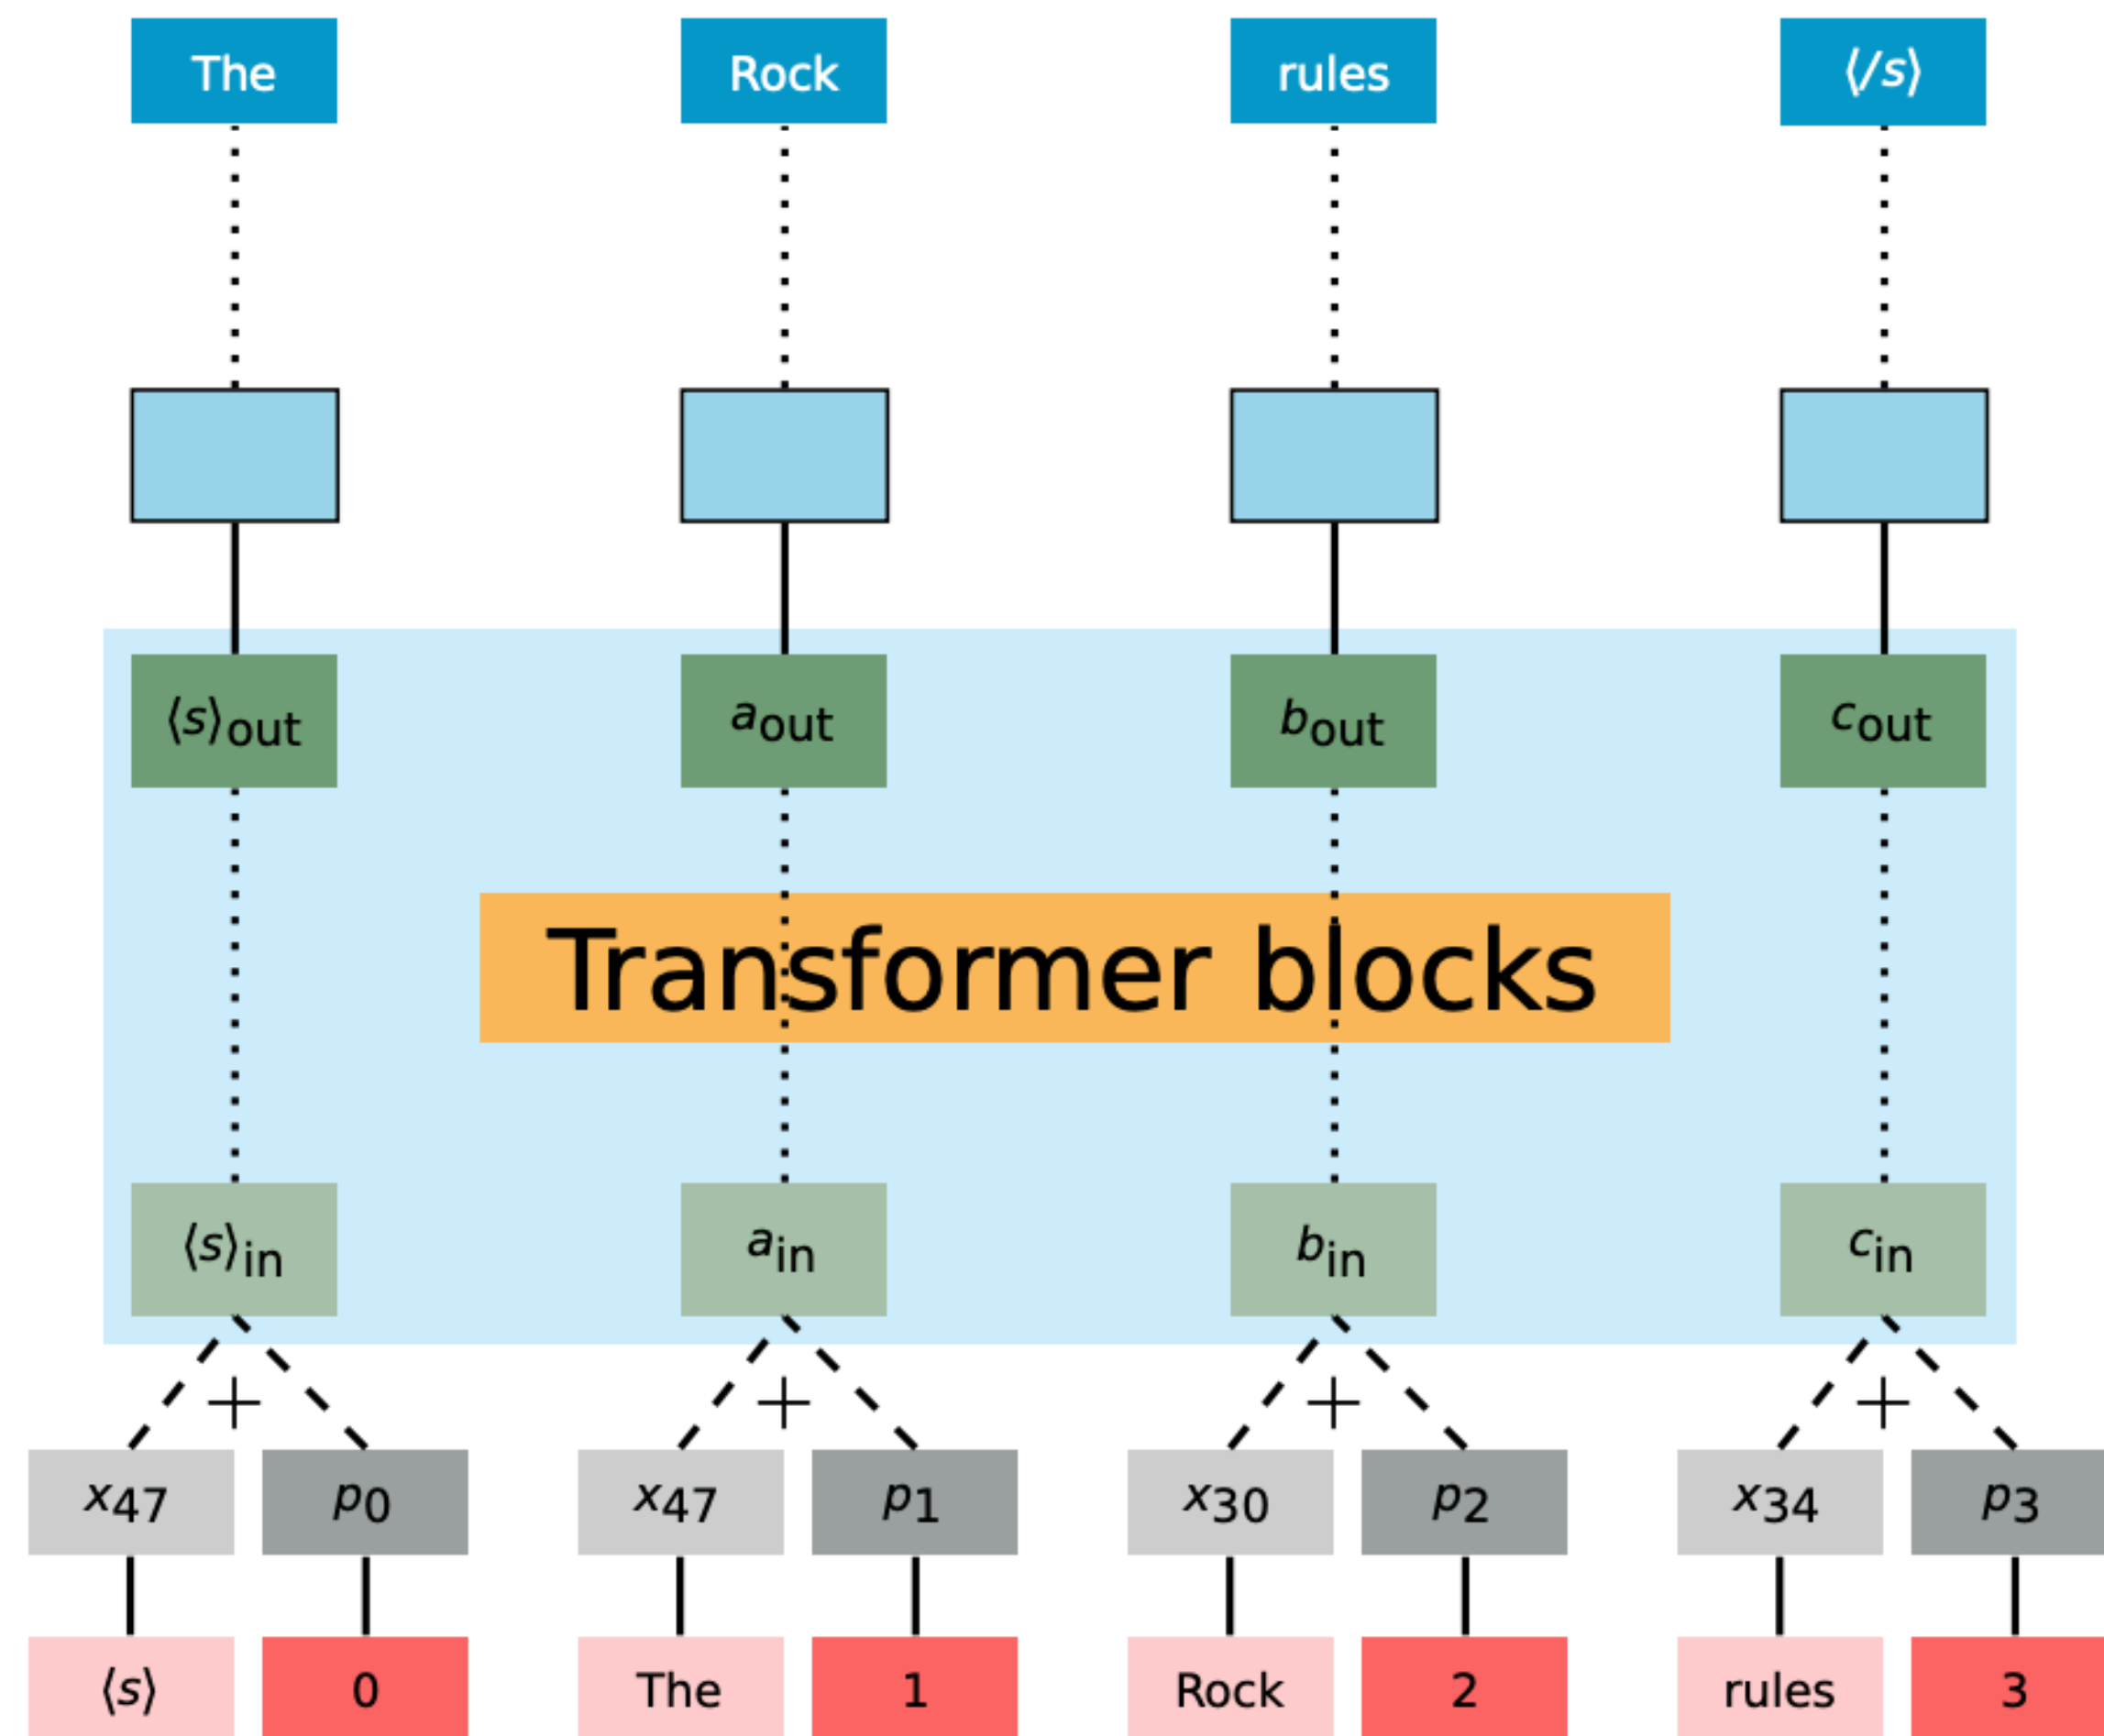 The Rock rules ⟨/s⟩
⟨s⟩out aout bout cout
Transformer blocks
⟨s⟩in ain bin cin
+ + + +
x47 p0 x47 p1 x30 p2 x34 p3
⟨s⟩ 0 The 1 Rock 2 rules 3